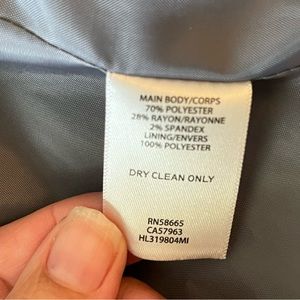 MAIN BODY/CORPS
70% POLYESTER
28% RAYON/RAYONNE
2% SPANDEX
LINING/ENVERS
100% POLYESTER
DRY CLEAN ONLY
RN58665
CA57963
HL319804MI